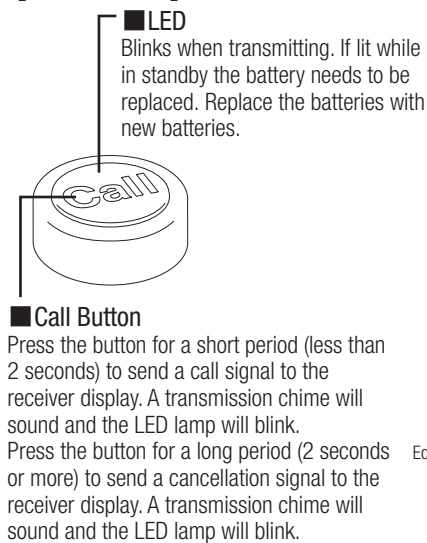 ■LED
Blinks when transmitting. If lit while
in standby the battery needs to be
replaced. Replace the batteries with
new batteries.
Call
■Call Button
Press the button for a short period (less than
2 seconds) to send a call signal to the
receiver display. A transmission chime will
sound and the LED lamp will blink.
Press the button for a long period (2 seconds
or more) to send a cancellation signal to the
receiver display. A transmission chime will
sound and the LED lamp will blink.